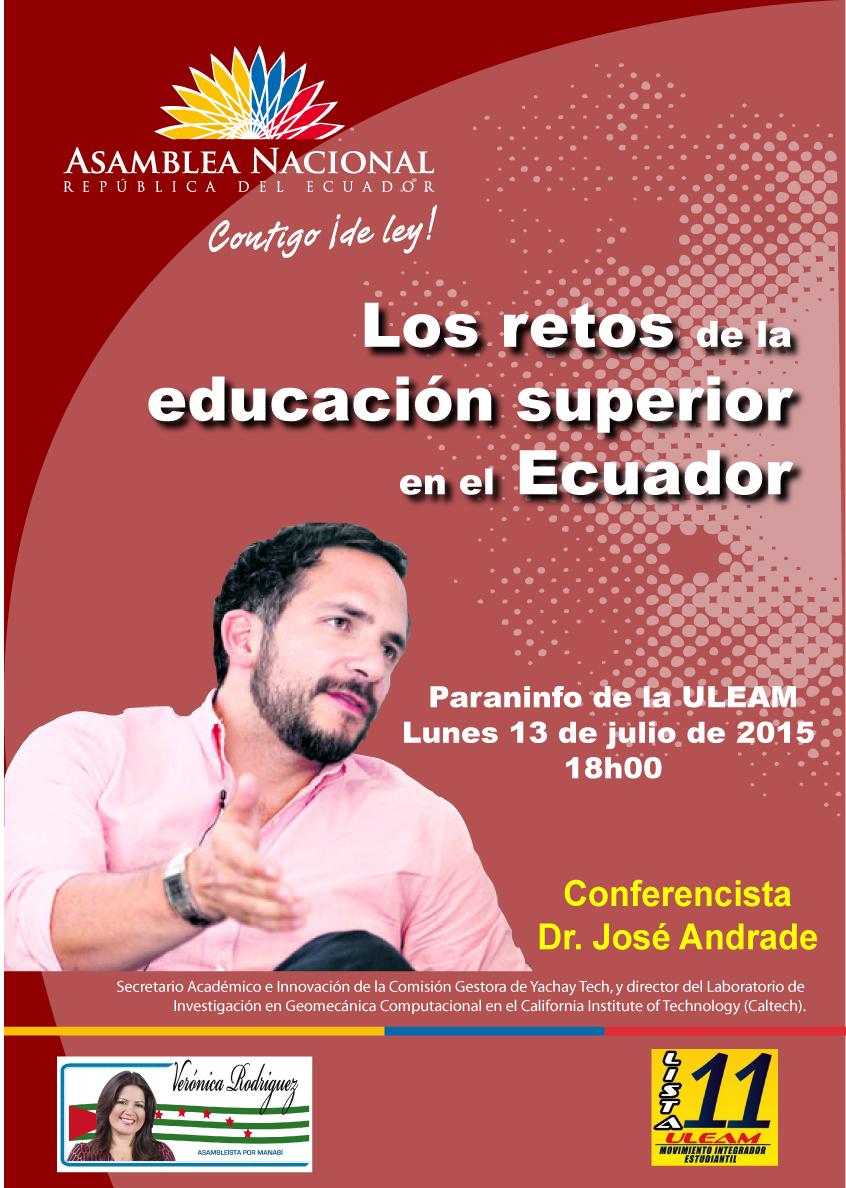 ASAMBLEA NACIONAL
REPÚBLICA DEL ECUADOR
Contigo ¡de ley!
Los retos de la
educación superior
en el Ecuador
Paraninfo de la ULEAM
Lunes 13 de julio de 2015
18h00
Conferencista
Dr. José Andrade
Secretario Académico e Innovación de la Comisión Gestora de Yachay Tech, y director del Laboratorio de
Investigación en Geomecánica Computacional en el California Institute of Technology (Caltech).
Verónica Rodriguez
ASAMBLEÍSTA POR MANABÍ
LISTA 11
ULEAM
MOVIMIENTO INTEGRADOR
ESTUDIANTIL